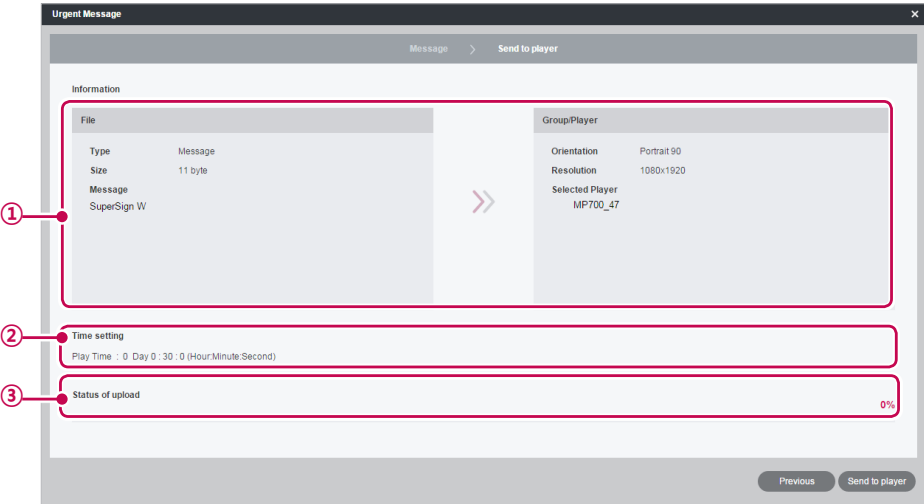 Urgent Message ×
Message > Send to player
Information
File
Type Message
Size 11 byte
Message
SuperSign W
Group/Player
Orientation Portrait 90
Resolution 1080x1920
Selected Player
MP700_47
①
②
Time setting
Play Time : 0 Day 0 : 30 : 0 (Hour:Minute:Second)
③
Status of upload
0%
Previous Send to player